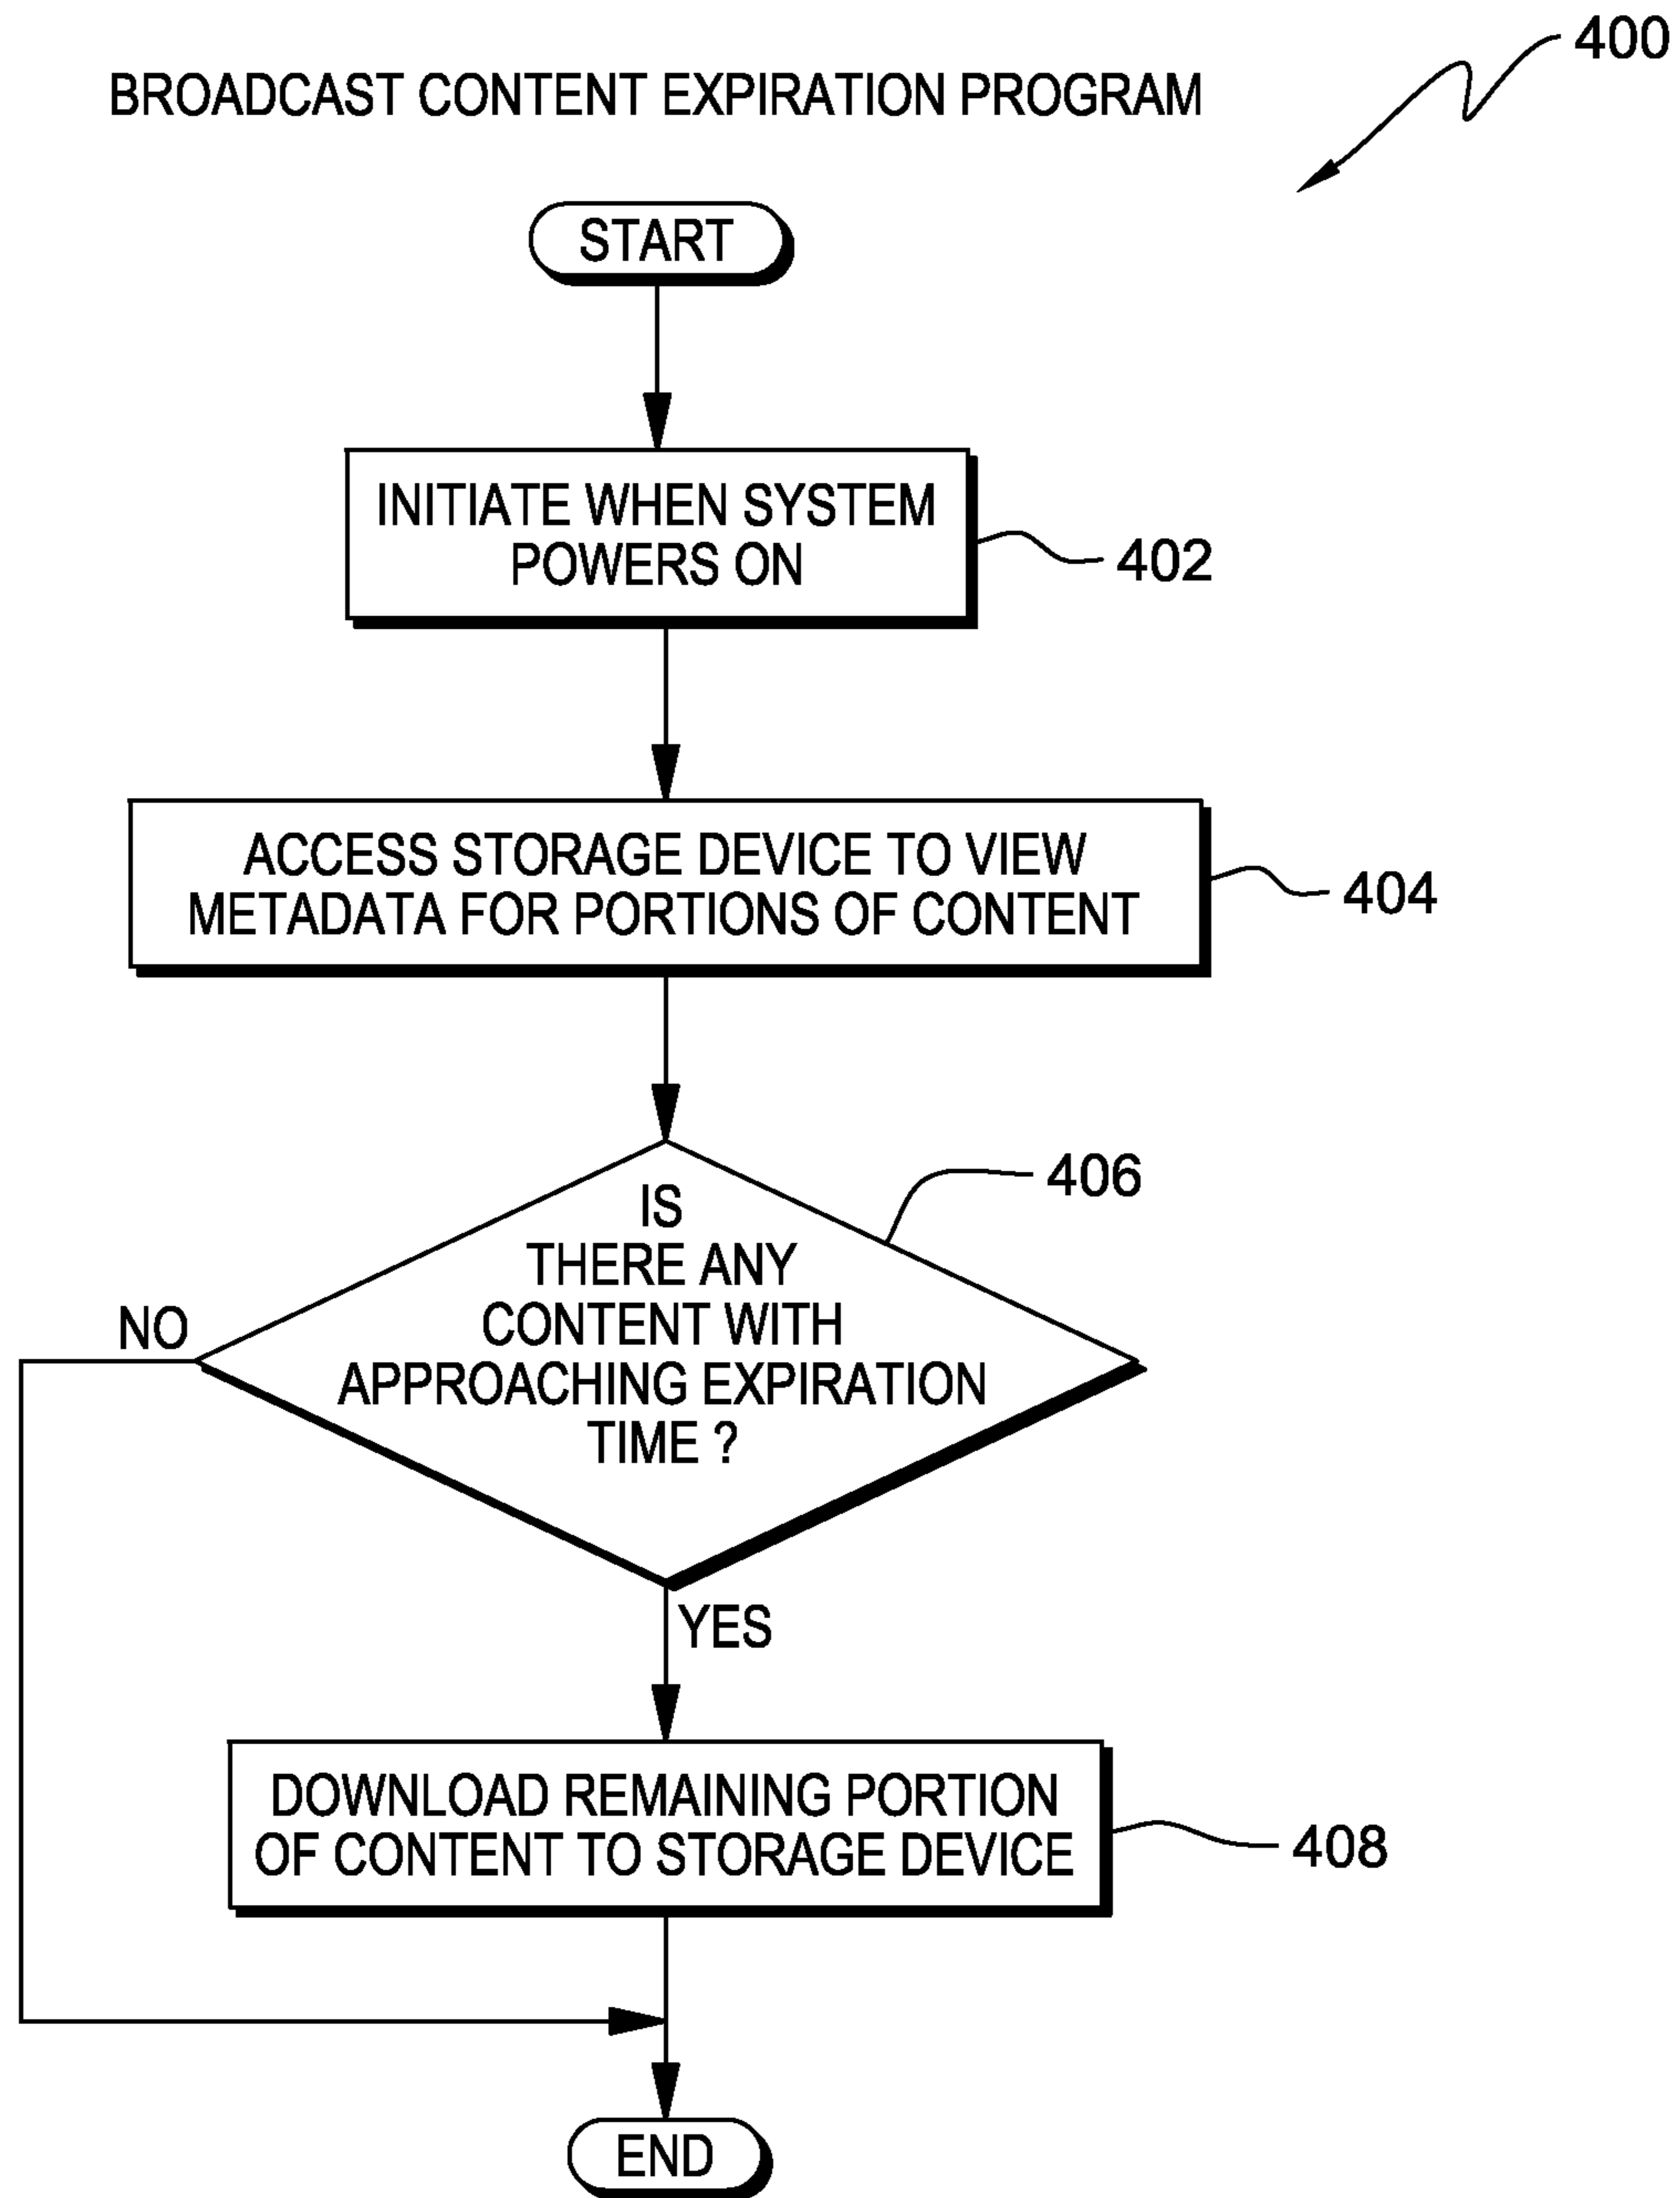 400
BROADCAST CONTENT EXPIRATION PROGRAM
START
INITIATE WHEN SYSTEM
POWERS ON
402
ACCESS STORAGE DEVICE TO VIEW
METADATA FOR PORTIONS OF CONTENT
404
406
IS
THERE ANY
CONTENT WITH
APPROACHING EXPIRATION
TIME ?
NO
YES
DOWNLOAD REMAINING PORTION
OF CONTENT TO STORAGE DEVICE
408
END